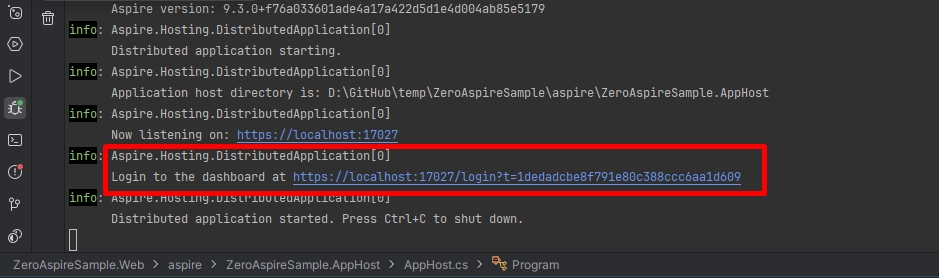 Aspire version: 9.3.0+f76a033601ade4a17a422d5d1e4d004ab85e5179
info: Aspire.Hosting.DistributedApplication[0]
Distributed application starting.
info: Aspire.Hosting.DistributedApplication[0]
Application host directory is: D:\GitHub\temp\ZeroAspireSample\aspire\ZeroAspireSample.AppHost
info: Aspire.Hosting.DistributedApplication[0]
Now listening on: https://localhost:17027
info: Aspire.Hosting.DistributedApplication[0]
Login to the dashboard at https://localhost:17027/login?t=1dedadcbe8f791e80c388ccc6aa1d609
info: Aspire.Hosting.DistributedApplication[0]
Distributed application started. Press Ctrl+C to shut down.
ZeroAspireSample.Web > aspire > ZeroAspireSample.AppHost > AppHost.cs > Program